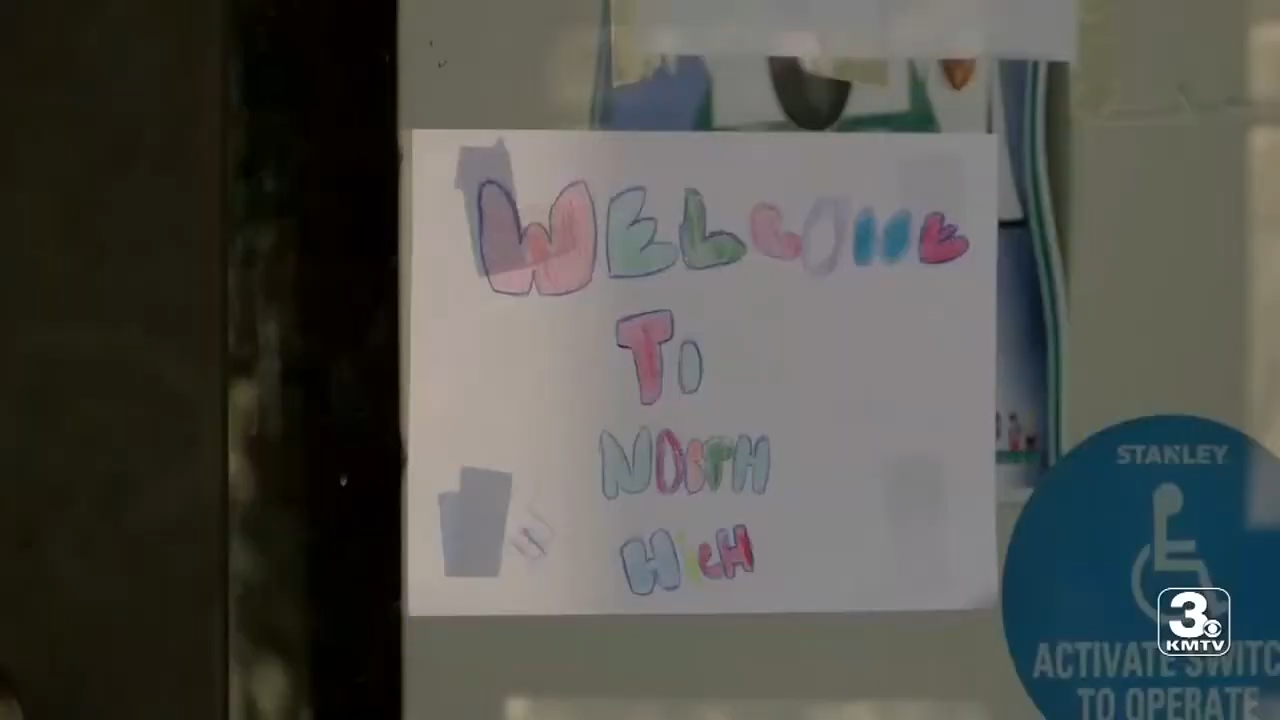 WELCOME
TO
NORTH
HIGH
STANLEY
ACTIVATE SWITC
TO OPERATE
3
KMTV